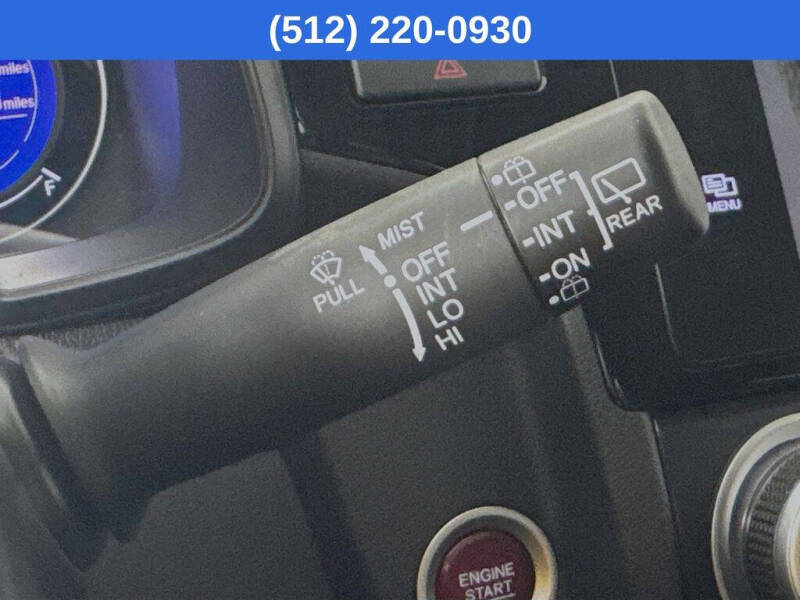 (512) 220-0930
miles
miles
F
MENU
OFF
INT
ON
REAR
MIST
OFF
INT
LO
HI
PULL
ENGINE
START